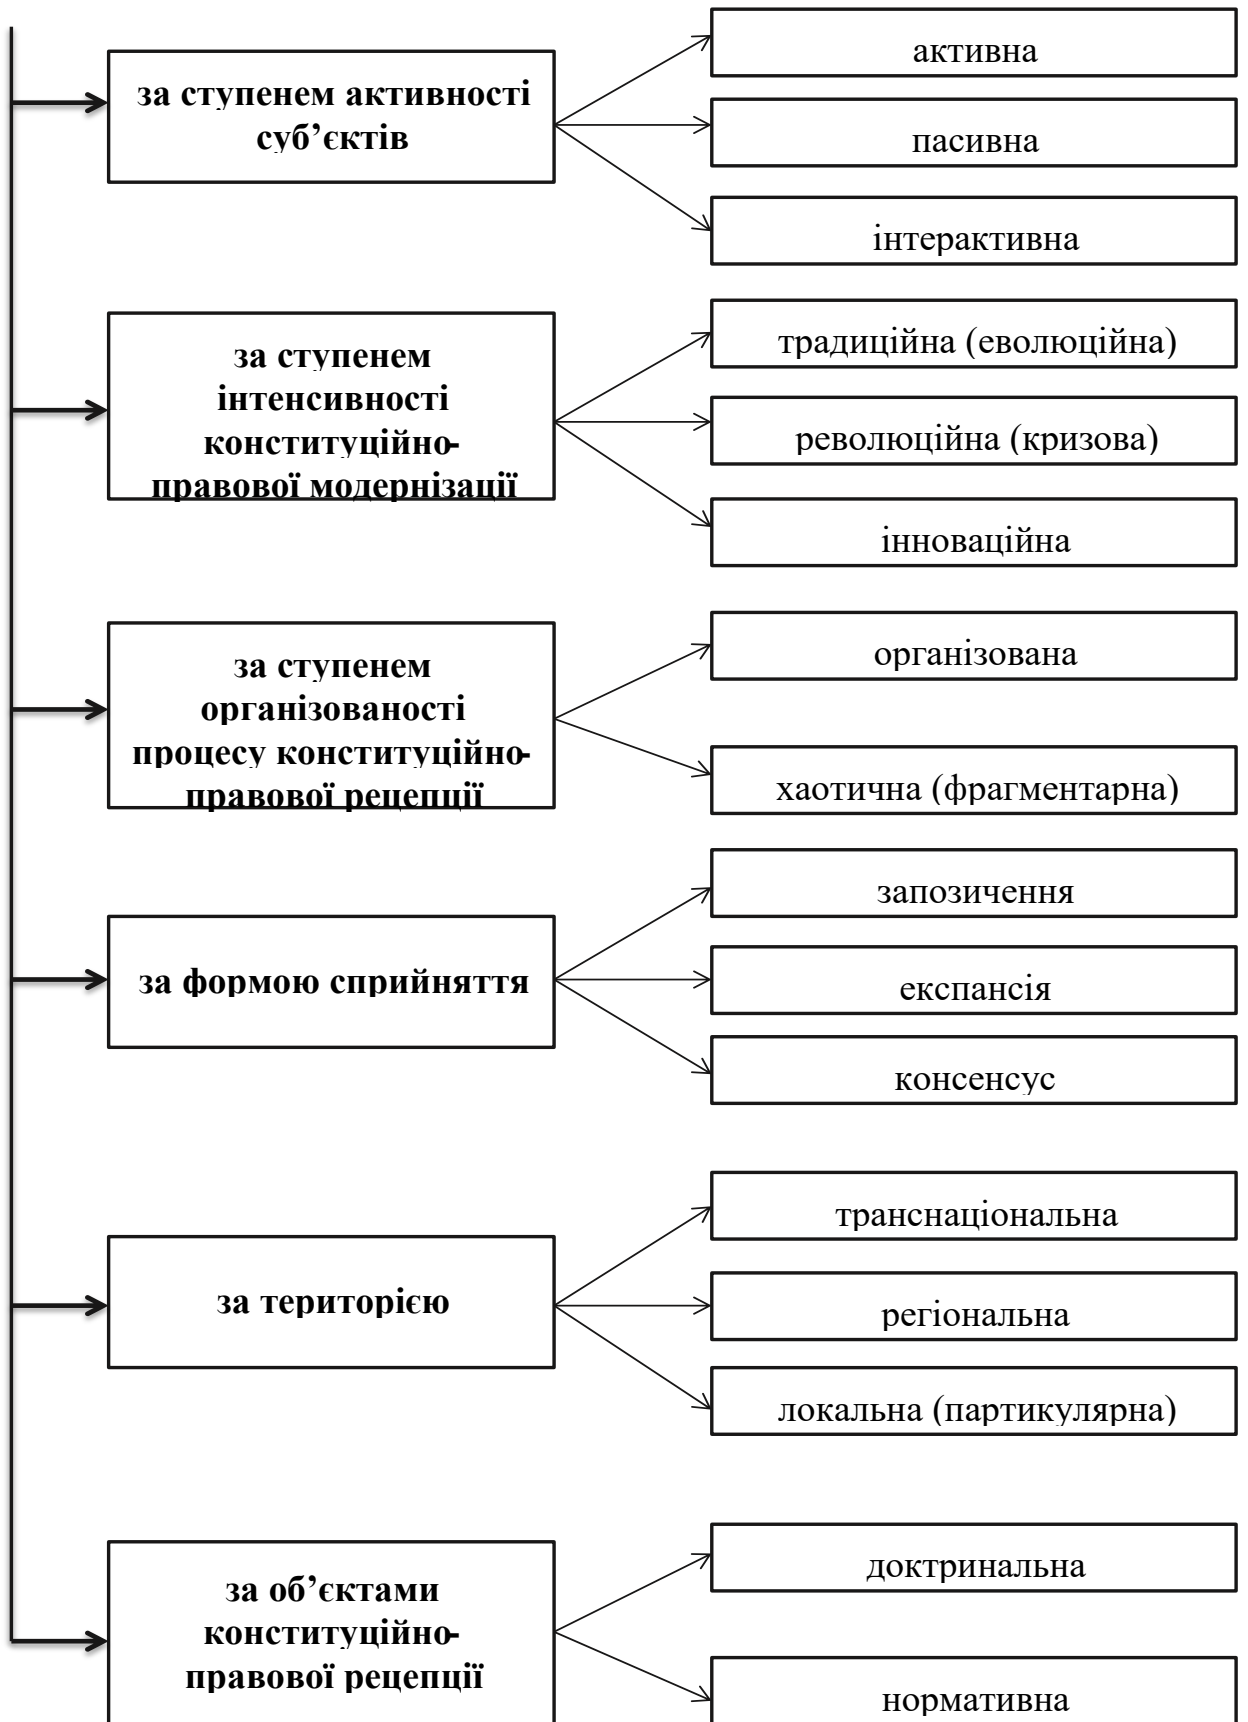 за ступенем активності
суб’єктів
активна
пасивна
інтерактивна
за ступенем
інтенсивності
конституційно-
правової модернізації
традиційна (еволюційна)
революційна (кризова)
інноваційна
за ступенем
організованості
процесу конституційно-
правової рецепції
організована
хаотична (фрагментарна)
за формою сприйняття
запозичення
експансія
консенсус
за територією
транснаціональна
регіональна
локальна (партикулярна)
за об’єктами
конституційно-
правової рецепції
доктринальна
нормативна